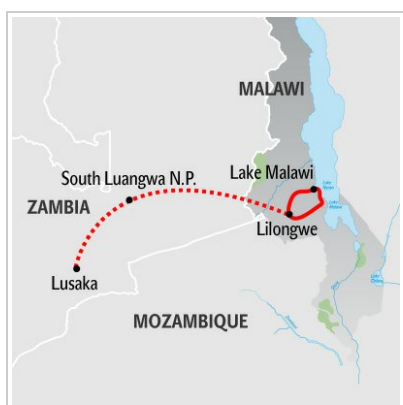 MALAWI
Lake Malawi
South Luangwa N.P.
ZAMBIA
Lilongwe
Lusaka
MOZAMBIQUE